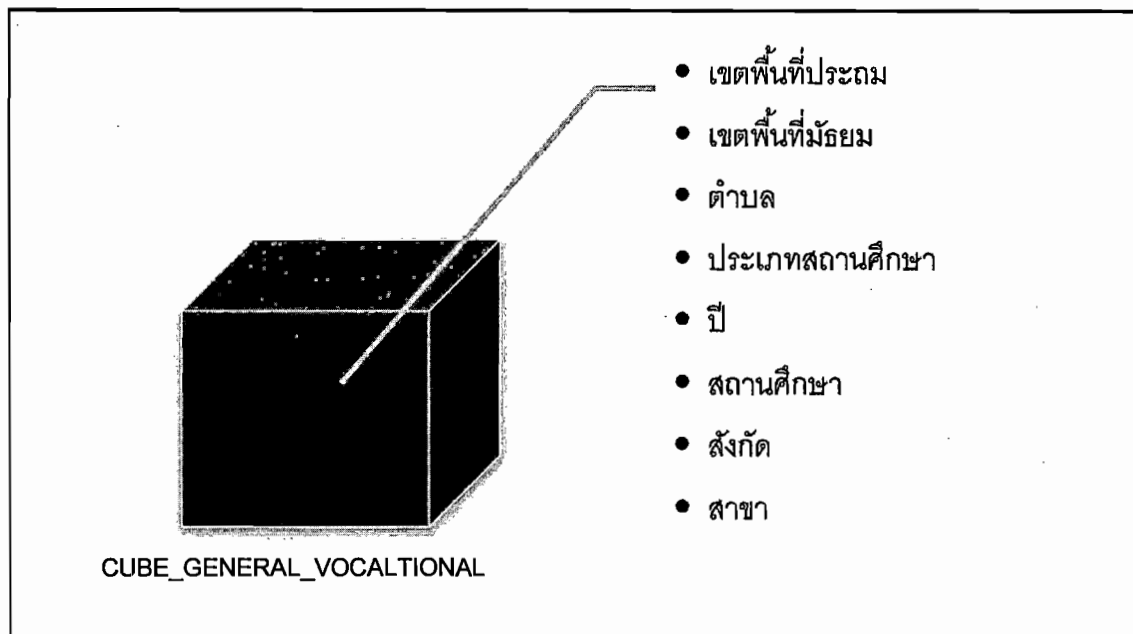 • เขตพื้นที่ประถม
• เขตพื้นที่มัธยม
• ตำบล
• ประเภทสถานศึกษา
• ปี
• สถานศึกษา
• สังกัด
• สาขา
CUBE_GENERAL_VOCALTIONAL